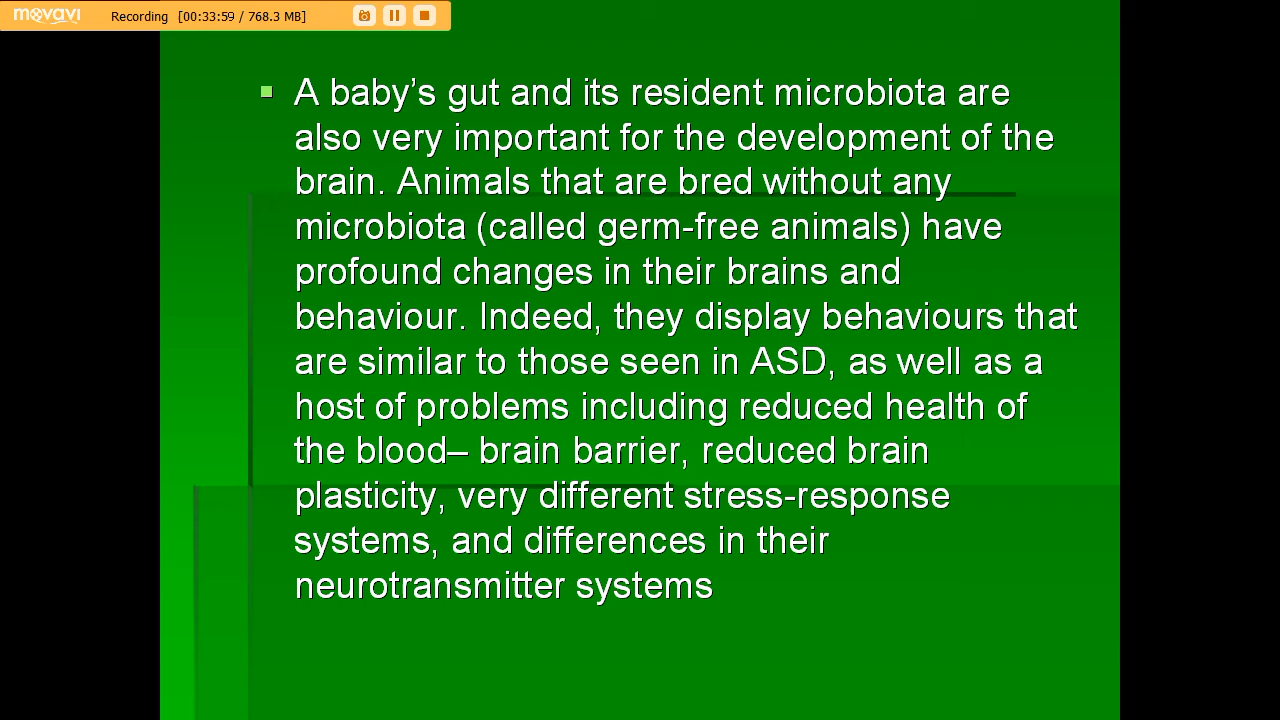 movavi Recording [00:33:59 / 768.3 MB]
A baby’s gut and its resident microbiota are
also very important for the development of the
brain. Animals that are bred without any
microbiota (called germ-free animals) have
profound changes in their brains and
behaviour. Indeed, they display behaviours that
are similar to those seen in ASD, as well as a
host of problems including reduced health of
the blood– brain barrier, reduced brain
plasticity, very different stress-response
systems, and differences in their
neurotransmitter systems